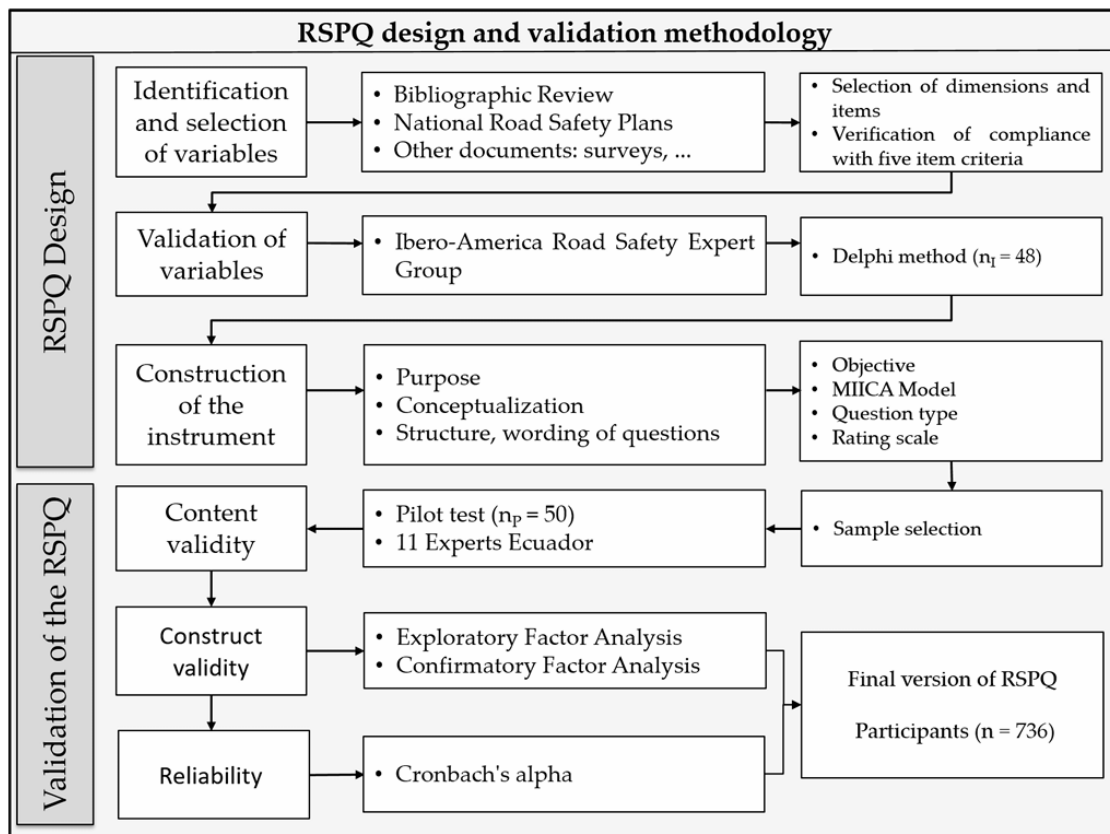 RSPQ design and validation methodology
RSPQ Design
Identification
and selection
of variables
• Bibliographic Review
• National Road Safety Plans
• Other documents: surveys, ...
• Selection of dimensions and
items
• Verification of compliance
with five item criteria
Validation of
variables
• Ibero-America Road Safety Expert
Group
• Delphi method (nI = 48)
Construction
of the
instrument
• Purpose
• Conceptualization
• Structure, wording of questions
• Objective
• MIICA Model
• Question type
• Rating scale
Validation of the RSPQ
Content
validity
• Pilot test (nP = 50)
• 11 Experts Ecuador
• Sample selection
Construct
validity
• Exploratory Factor Analysis
• Confirmatory Factor Analysis
Final version of RSPQ
Participants (n = 736)
Reliability
• Cronbach's alpha